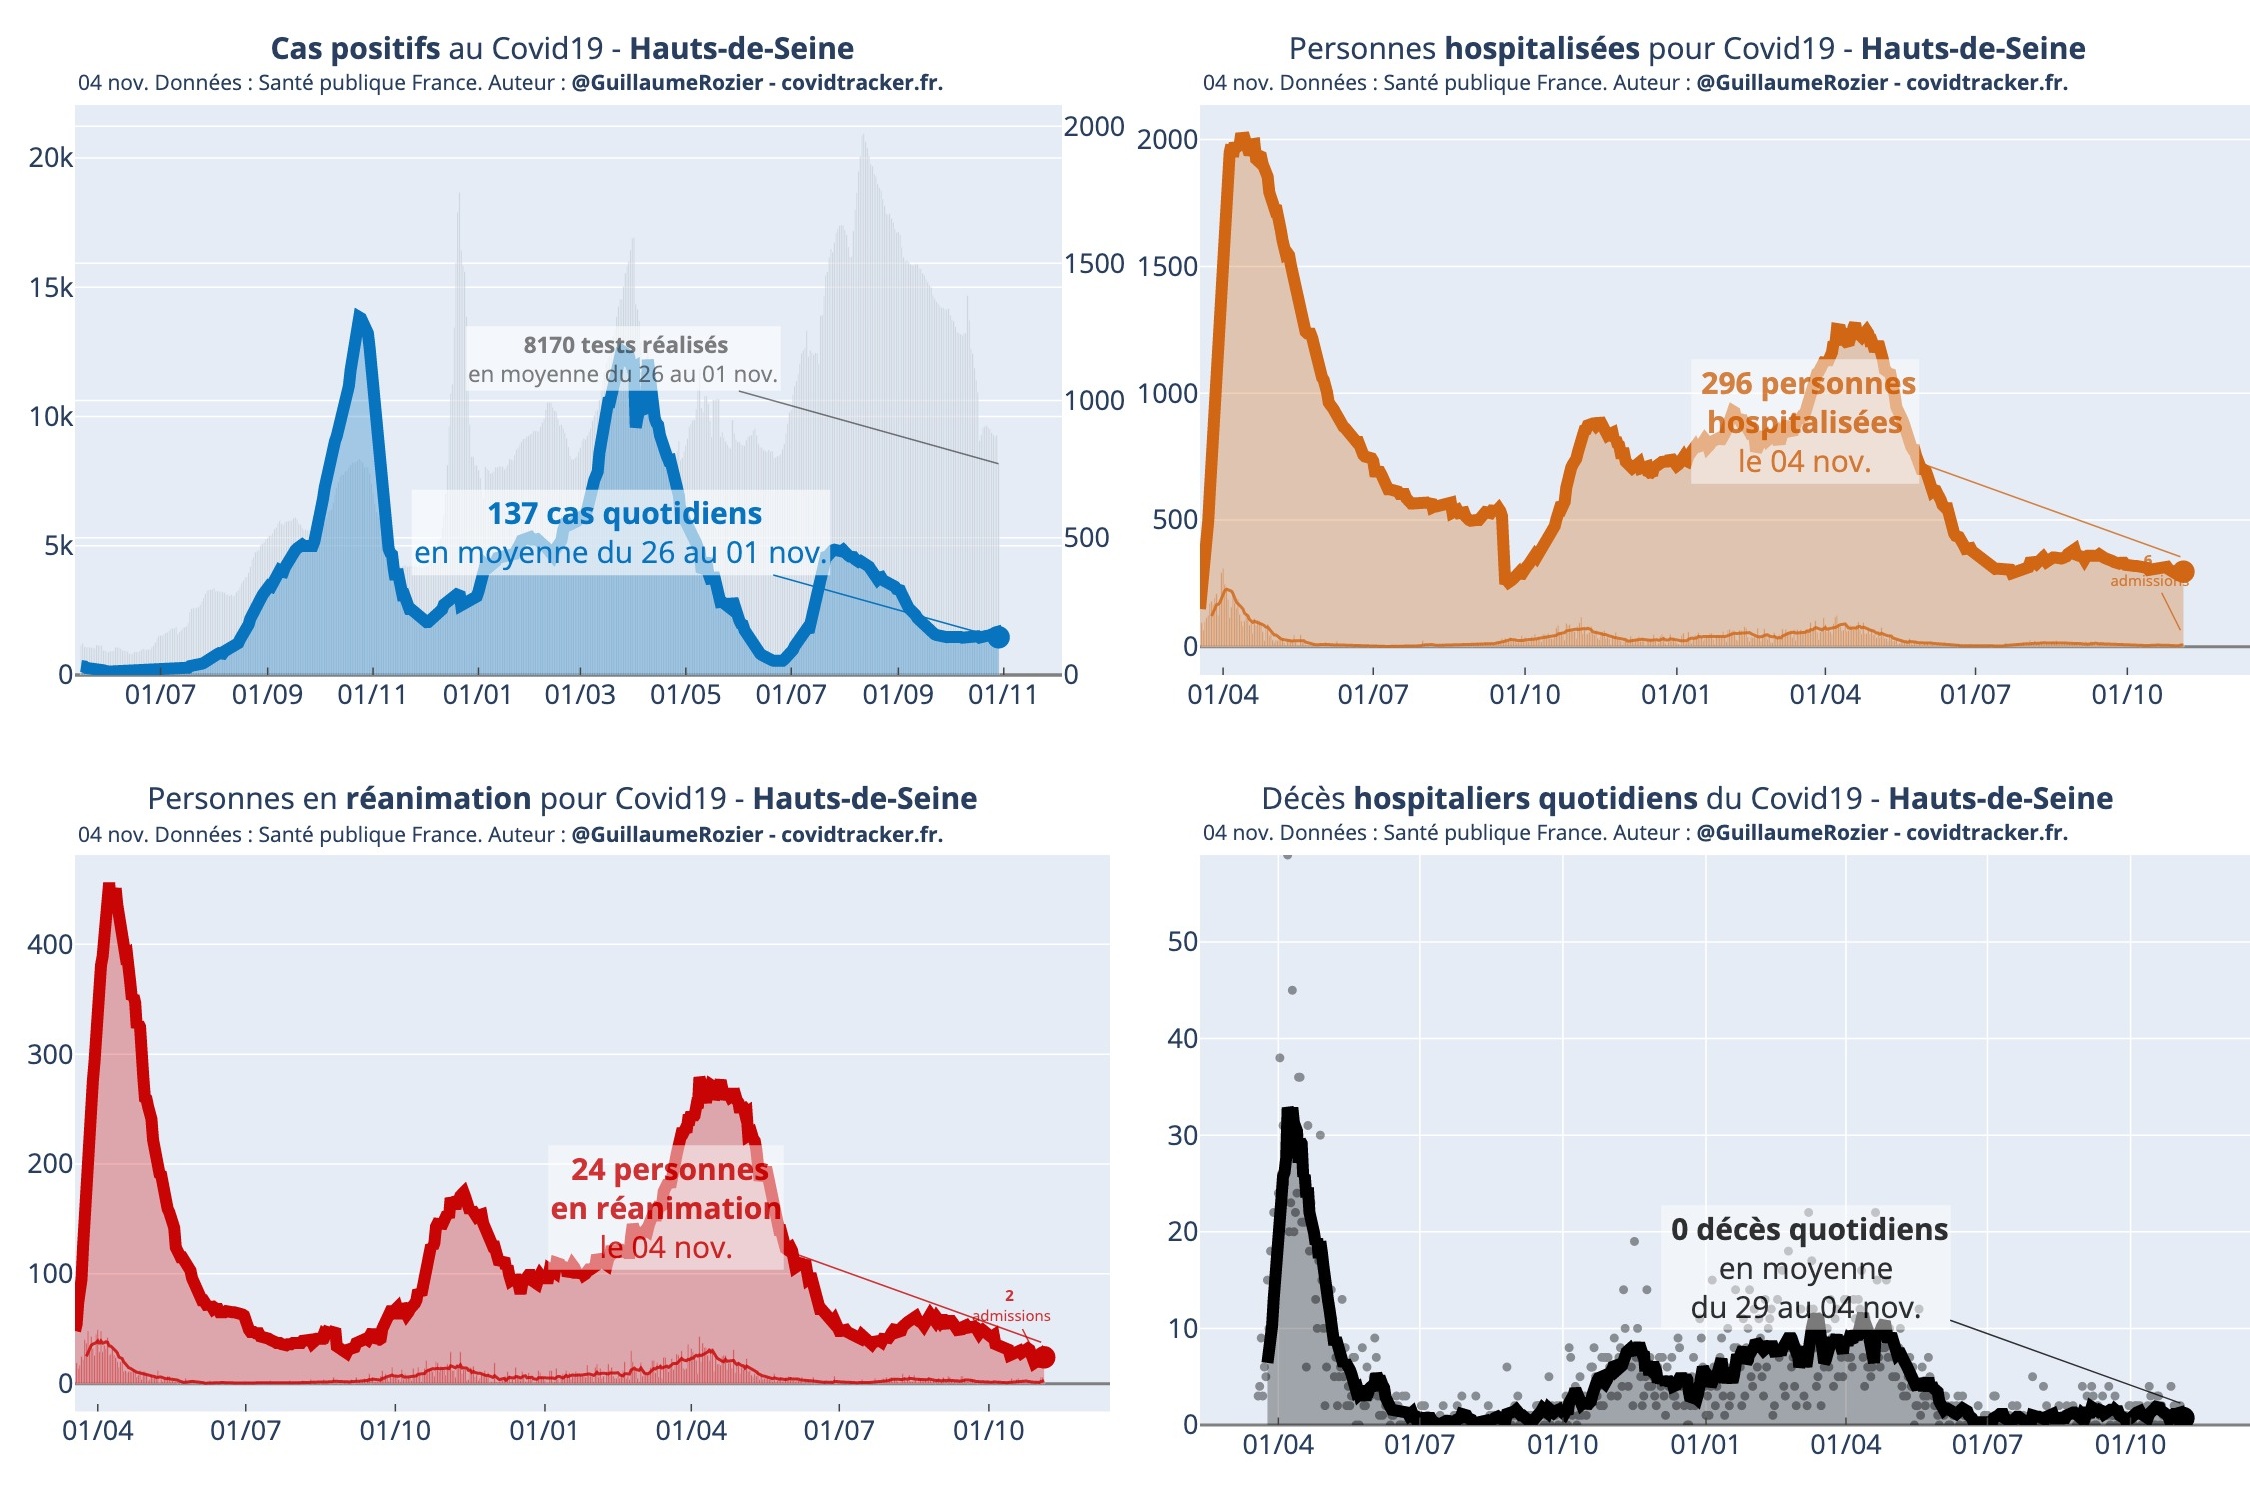 Cas positifs au Covid19 - Hauts-de-Seine
04 nov. Données : Santé publique France. Auteur : @GuillaumeRozier - covidtracker.fr.
20k
15k
10k
5k
0
2000
1500
1000
500
0
8170 tests réalisés
en moyenne du 26 au 01 nov.
137 cas quotidiens
en moyenne du 26 au 01 nov.
01/07 01/09 01/11 01/01 01/03 01/05 01/07 01/09 01/11
Personnes hospitalisées pour Covid19 - Hauts-de-Seine
04 nov. Données : Santé publique France. Auteur : @GuillaumeRozier - covidtracker.fr.
2000
1500
1000
500
0
296 personnes
hospitalisées
le 04 nov.
6
admissions
01/04 01/07 01/10 01/01 01/04 01/07 01/10
Personnes en réanimation pour Covid19 - Hauts-de-Seine
04 nov. Données : Santé publique France. Auteur : @GuillaumeRozier - covidtracker.fr.
400
300
200
100
0
24 personnes
en réanimation
le 04 nov.
2
admissions
01/04 01/07 01/10 01/01 01/04 01/07 01/10
Décès hospitaliers quotidiens du Covid19 - Hauts-de-Seine
04 nov. Données : Santé publique France. Auteur : @GuillaumeRozier - covidtracker.fr.
50
40
30
20
10
0
0 décès quotidiens
en moyenne
du 29 au 04 nov.
01/04 01/07 01/10 01/01 01/04 01/07 01/10